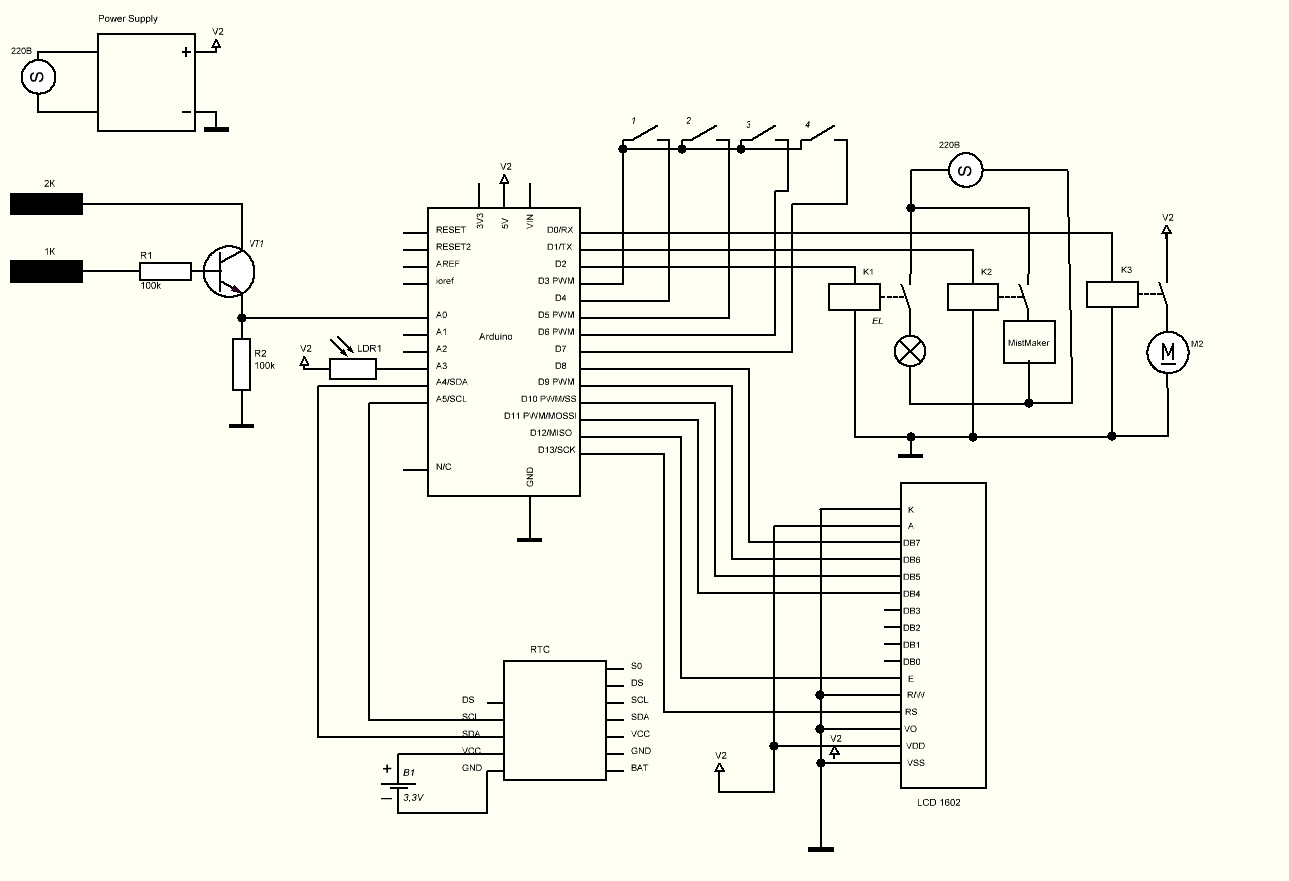 Power Supply
220В
S
+
−
V2
2K
1K
R1
100k
VT1
R2
100k
V2
LDR1
V2
3V3
5V
VIN
RESET
RESET2
AREF
ioref
A0
A1
A2
A3
A4/SDA
A5/SCL
N/C
Arduino
D0/RX
D1/TX
D2
D3 PWM
D4
D5 PWM
D6 PWM
D7
D8
D9 PWM
D10 PWM/SS
D11 PWM/MOSSI
D12/MISO
D13/SCK
GND
1
2
3
4
220В
S
V2
K1
EL
K2
MistMaker
K3
M
M2
K
A
DB7
DB6
DB5
DB4
DB3
DB2
DB1
DB0
E
R/W
RS
VO
VDD
VSS
V2
V2
LCD 1602
RTC
DS
SCL
SDA
VCC
GND
S0
DS
SCL
SDA
VCC
GND
BAT
+
B1
−
3,3V